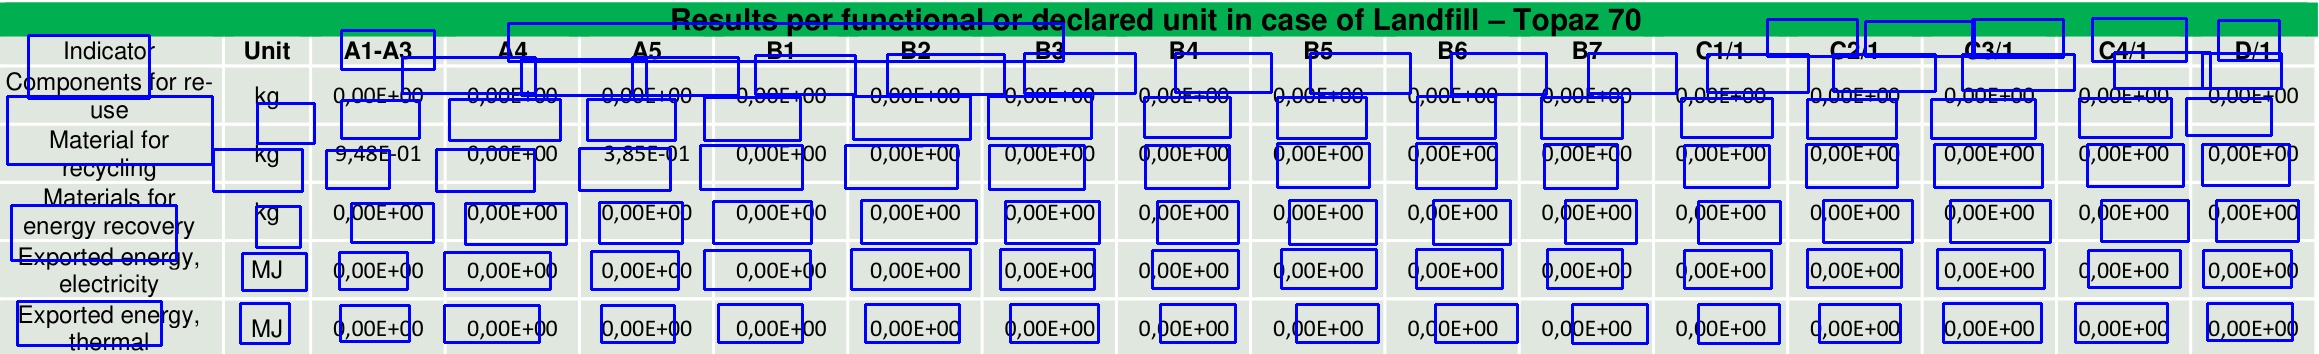 Results per functional or declared unit in case of Landfill – Topaz 70
Indicator Unit A1-A3 A4 A5 B1 B2 B3 B4 B5 B6 B7 C1/1 C2/1 C3/1 C4/1 D/1
Components for re-
use kg 0,00E+00 0,00E+00 0,00E+00 0,00E+00 0,00E+00 0,00E+00 0,00E+00 0,00E+00 0,00E+00 0,00E+00 0,00E+00 0,00E+00 0,00E+00 0,00E+00 0,00E+00
Material for
recycling kg 9,48E-01 0,00E+00 3,85E-01 0,00E+00 0,00E+00 0,00E+00 0,00E+00 0,00E+00 0,00E+00 0,00E+00 0,00E+00 0,00E+00 0,00E+00 0,00E+00 0,00E+00
Materials for
energy recovery kg 0,00E+00 0,00E+00 0,00E+00 0,00E+00 0,00E+00 0,00E+00 0,00E+00 0,00E+00 0,00E+00 0,00E+00 0,00E+00 0,00E+00 0,00E+00 0,00E+00 0,00E+00
Exported energy,
electricity MJ 0,00E+00 0,00E+00 0,00E+00 0,00E+00 0,00E+00 0,00E+00 0,00E+00 0,00E+00 0,00E+00 0,00E+00 0,00E+00 0,00E+00 0,00E+00 0,00E+00 0,00E+00
Exported energy,
thermal MJ 0,00E+00 0,00E+00 0,00E+00 0,00E+00 0,00E+00 0,00E+00 0,00E+00 0,00E+00 0,00E+00 0,00E+00 0,00E+00 0,00E+00 0,00E+00 0,00E+00 0,00E+00